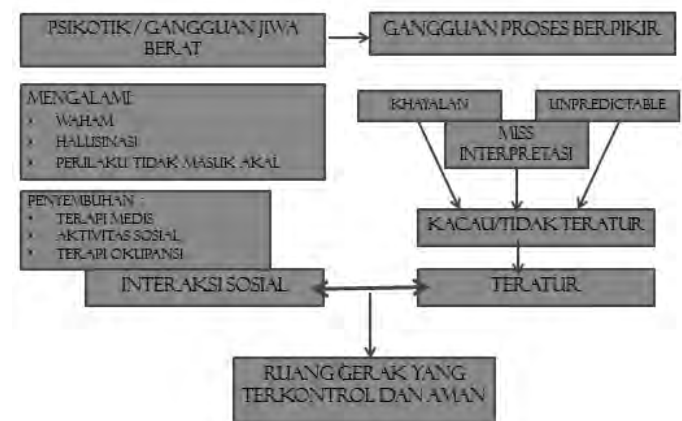 PSIKOTIK / GANGGUAN JIWA
BERAT
GANGGUAN PROSES BERPIKIR
MENGALAMI:
› WAHAM
› HALUSINASI
› PERILAKU TIDAK MASUK AKAL
KHAYALAN
UNPREDICTABLE
MISS
INTERPRETASI
PENYEMBUHAN :
• TERAPI MEDIS
• AKTIVITAS SOSIAL
• TERAPI OKUPANSI
KACAU/TIDAK TERATUR
INTERAKSI SOSIAL
TERATUR
RUANG GERAK YANG
TERKONTROL DAN AMAN